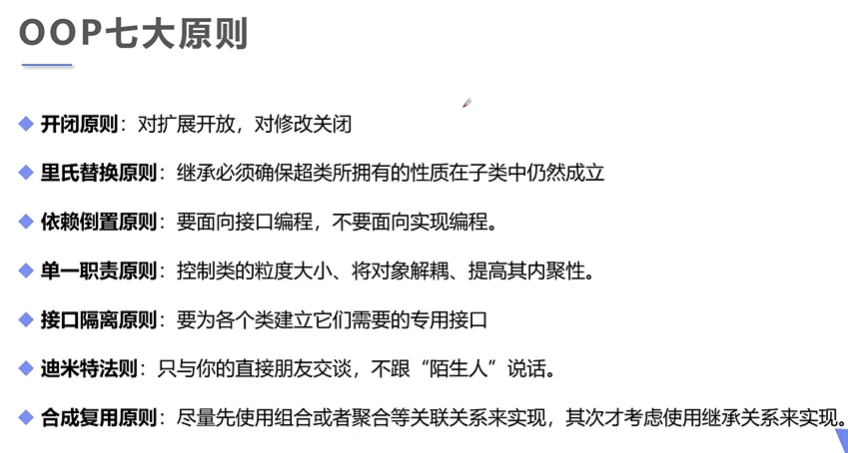 OOP七大原则
开闭原则：对扩展开放，对修改关闭
里氏替换原则：继承必须确保超类所拥有的性质在子类中仍然成立
依赖倒置原则：要面向接口编程，不要面向实现编程。
单一职责原则：控制类的粒度大小、将对象解耦、提高其内聚性。
接口隔离原则：要为各个类建立它们需要的专用接口
迪米特法则：只与你的直接朋友交谈，不跟“陌生人”说话。
合成复用原则：尽量先使用组合或者聚合等关联关系来实现，其次才考虑使用继承关系来实现。